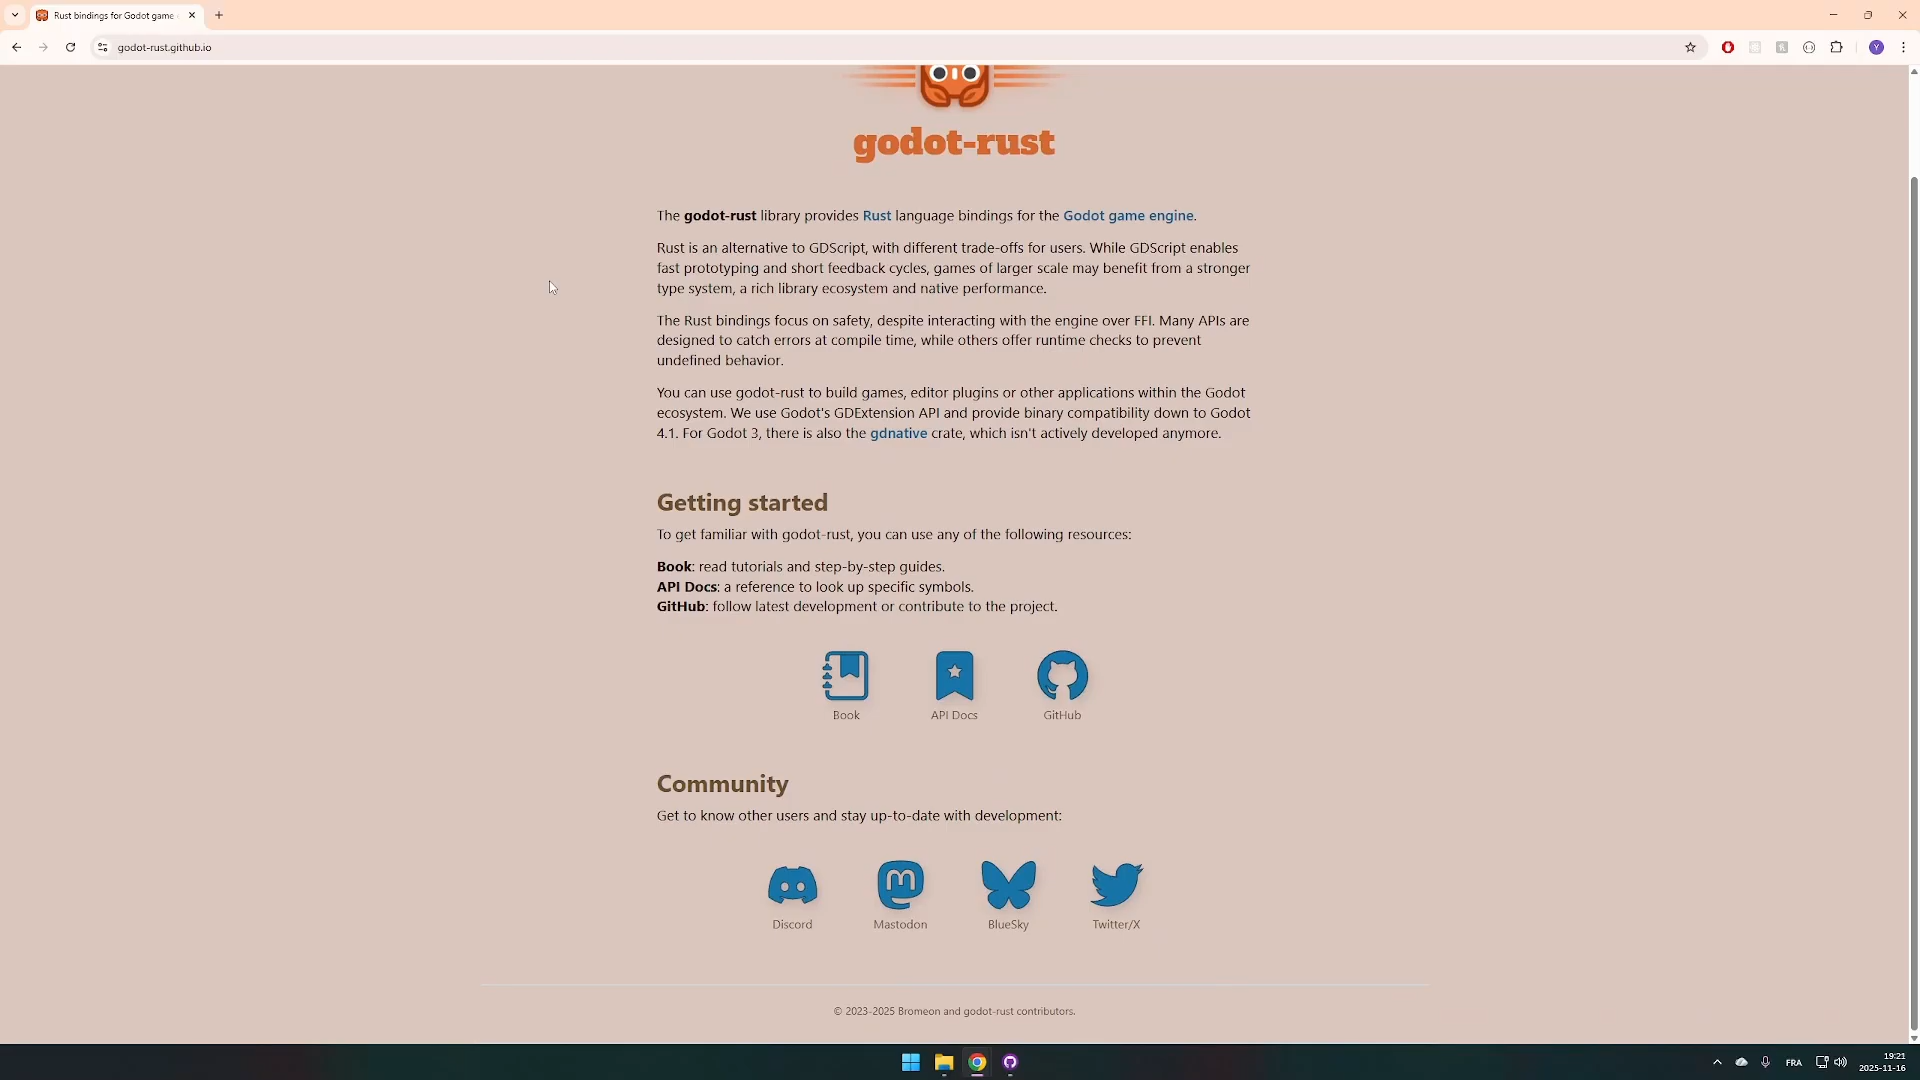 Rust bindings for Godot game
godot-rust.github.io
Y
godot-rust
The godot-rust library provides Rust language bindings for the Godot game engine.
Rust is an alternative to GDScript, with different trade-offs for users. While GDScript enables
fast prototyping and short feedback cycles, games of larger scale may benefit from a stronger
type system, a rich library ecosystem and native performance.
The Rust bindings focus on safety, despite interacting with the engine over FFI. Many APIs are
designed to catch errors at compile time, while others offer runtime checks to prevent
undefined behavior.
You can use godot-rust to build games, editor plugins or other applications within the Godot
ecosystem. We use Godot's GDExtension API and provide binary compatibility down to Godot
4.1. For Godot 3, there is also the gdnative crate, which isn't actively developed anymore.
Getting started
To get familiar with godot-rust, you can use any of the following resources:
Book: read tutorials and step-by-step guides.
API Docs: a reference to look up specific symbols.
GitHub: follow latest development or contribute to the project.
Book API Docs GitHub
Community
Get to know other users and stay up-to-date with development:
Discord Mastodon BlueSky Twitter/X
© 2023-2025 Bromeon and godot-rust contributors.
FRA
19:21
2025-11-16